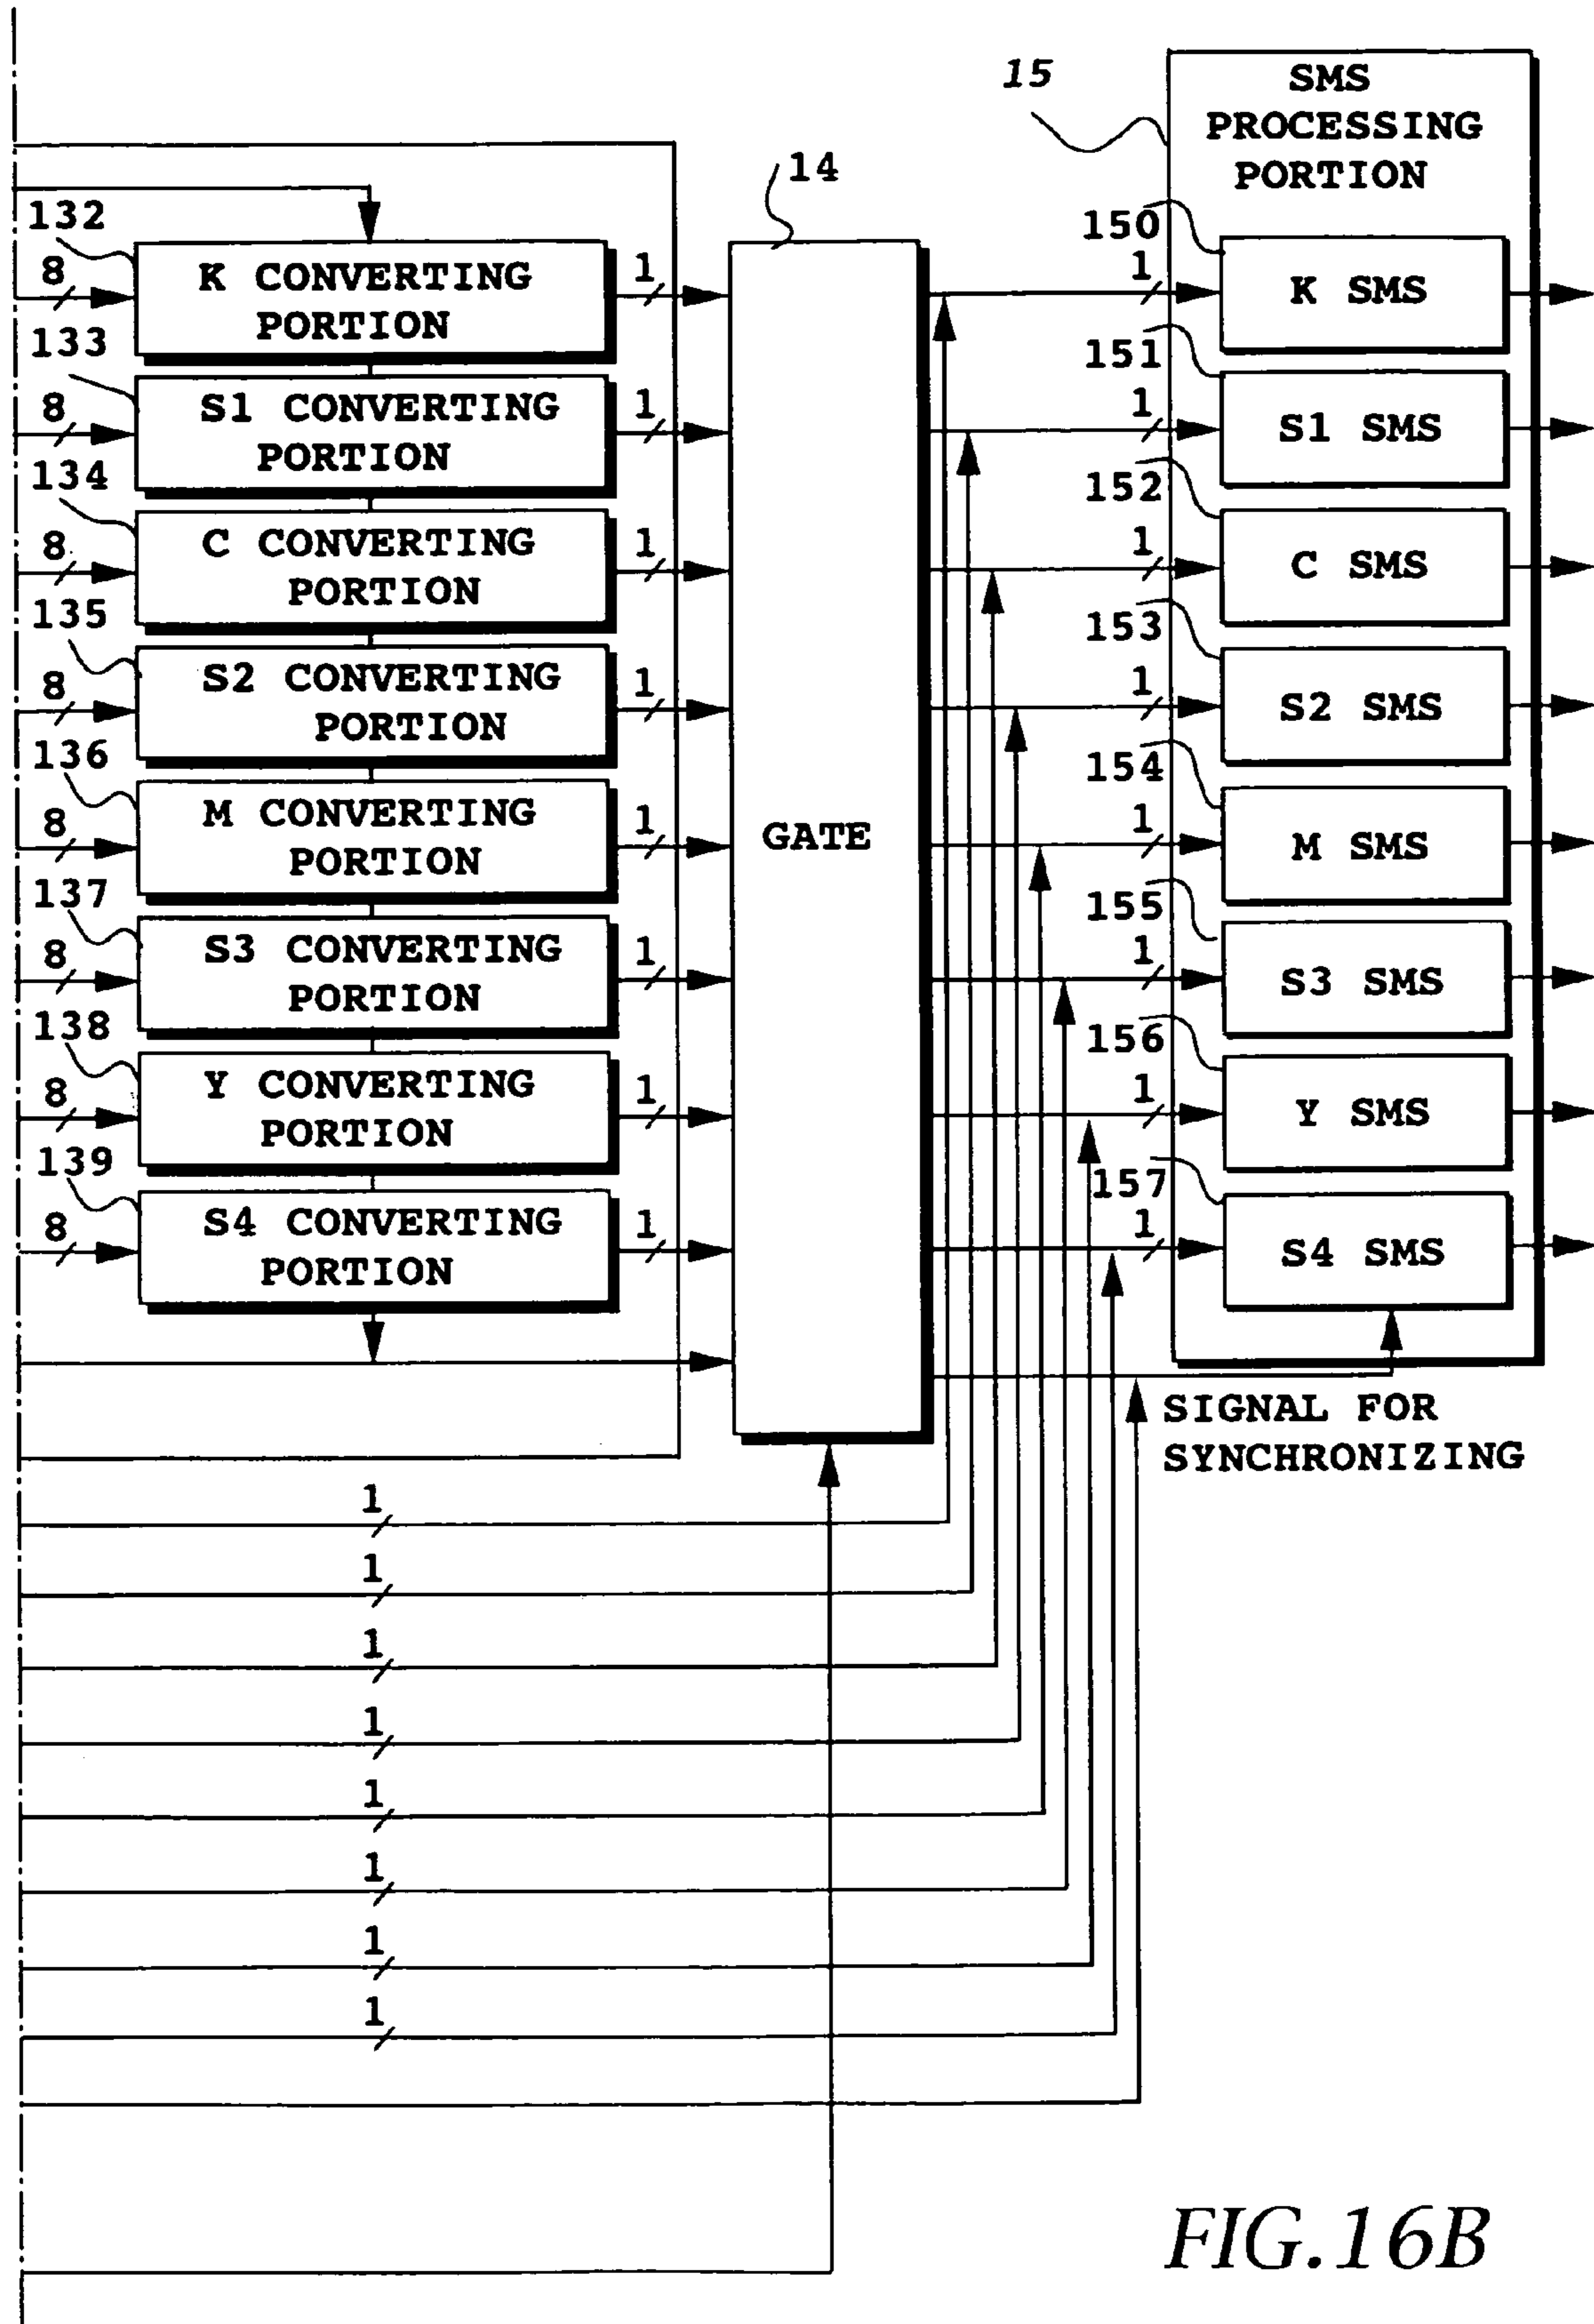 15
SMS
PROCESSING
PORTION
14
132
8
K CONVERTING
PORTION
1
133
8
S1 CONVERTING
PORTION
1
134
8
C CONVERTING
PORTION
1
135
8
S2 CONVERTING
PORTION
1
136
8
M CONVERTING
PORTION
1
137
8
S3 CONVERTING
PORTION
1
138
8
Y CONVERTING
PORTION
1
139
8
S4 CONVERTING
PORTION
1
GATE
150
1
K SMS
151
1
S1 SMS
152
1
C SMS
153
1
S2 SMS
154
1
M SMS
155
1
S3 SMS
156
1
Y SMS
157
1
S4 SMS
SIGNAL FOR
SYNCHRONIZING
1
1
1
1
1
1
1
1
FIG.16B